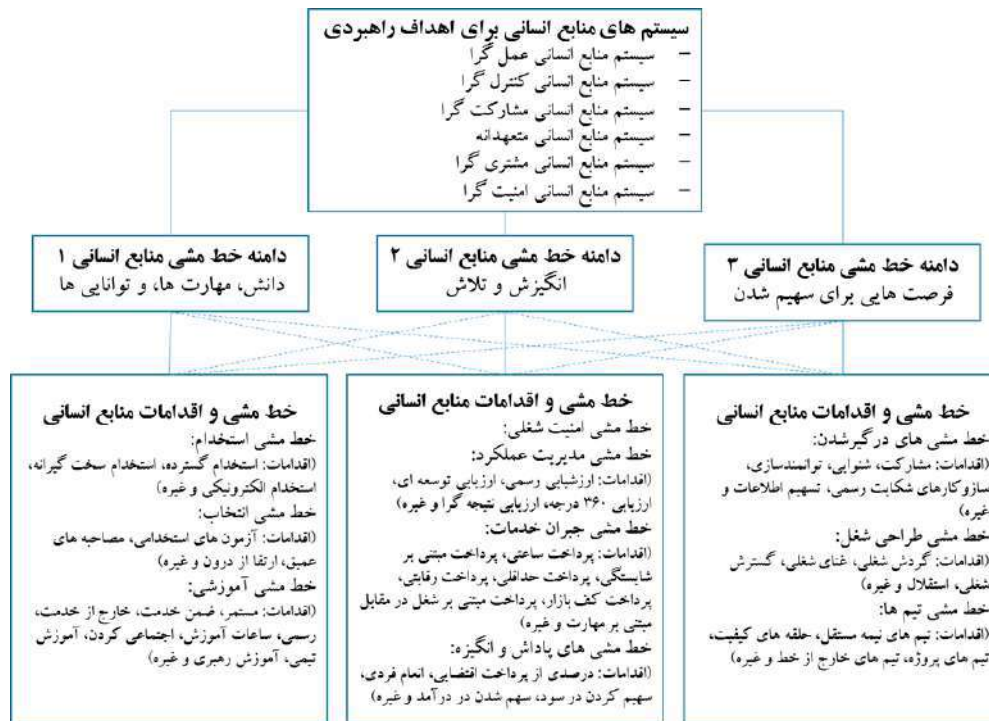 سیستم های منابع انسانی برای اهداف راهبردی
– سیستم منابع انسانی عمل گرا
– سیستم منابع انسانی کنترل گرا
– سیستم منابع انسانی مشارکت گرا
– سیستم منابع انسانی متعهدانه
– سیستم منابع انسانی مشتری گرا
– سیستم منابع انسانی امنیت گرا
دامنه خط مشی منابع انسانی ۱
دانش، مهارت ها، و توانایی ها
دامنه خط مشی منابع انسانی ۲
انگیزش و تلاش
دامنه خط مشی منابع انسانی ۳
فرصت هایی برای سهیم شدن
خط مشی و اقدامات منابع انسانی
خط مشی استخدام:
(اقدامات: استخدام گسترده، استخدام سخت گیرانه،
استخدام الکترونیکی و غیره)
خط مشی انتخاب:
(اقدامات: آزمون های استخدامی، مصاحبه های
عمیق، ارتقا از درون و غیره)
خط مشی آموزشی:
(اقدامات: مستمر، ضمن خدمت، خارج از خدمت،
رسمی، ساعات آموزش، اجتماعی کردن، آموزش
تیمی، آموزش رهبری و غیره)
خط مشی و اقدامات منابع انسانی
خط مشی امنیت شغلی:
خط مشی مدیریت عملکرد:
(اقدامات: ارزشیابی رسمی، ارزیابی توسعه ای،
ارزیابی ۳۶۰ درجه، ارزیابی نتیجه گرا و غیره)
خط مشی جبران خدمات:
(اقدامات: پرداخت ساعتی، پرداخت مبتنی بر
شایستگی، پرداخت حداقلی، پرداخت رقابتی،
پرداخت کف بازار، پرداخت مبتنی بر شغل در مقابل
مبتنی بر مهارت و غیره)
خط مشی های پاداش و انگیزه:
(اقدامات: درصدی از پرداخت اقتضایی، انعام فردی،
سهیم کردن در سود، سهم شدن در درآمد و غیره)
خط مشی و اقدامات منابع انسانی
خط مشی های درگیرشدن:
(اقدامات: مشارکت، شنوایی، توانمندسازی،
سازوکارهای شکایت رسمی، تسهیم اطلاعات و
غیره)
خط مشی طراحی شغل:
(اقدامات: گردش شغلی، غنای شغلی، گسترش
شغلی، استقلال و غیره)
خط مشی تیم ها:
(اقدامات: تیم های نیمه مستقل، حلقه های کیفیت،
تیم های پروژه، تیم های خارج از خط و غیره)